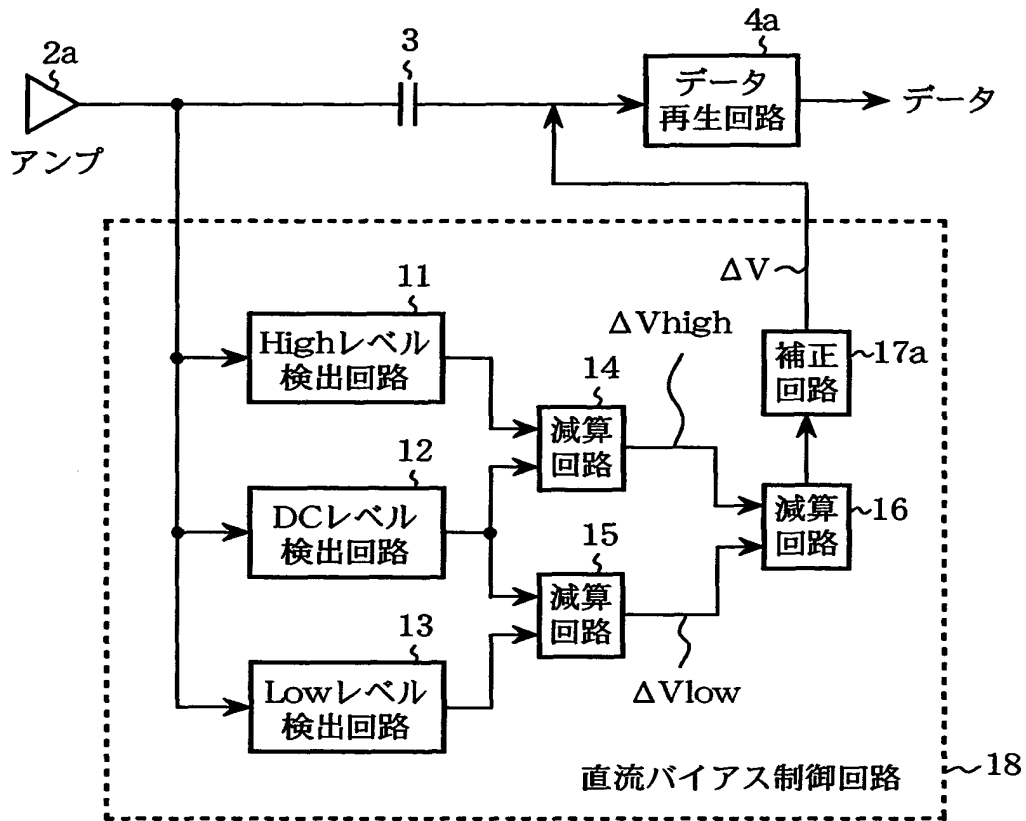 2a
3
4a
アンプ
データ
再生回路
データ
ΔV
11
Highレベル
検出回路
ΔVhigh
14
減算
回路
補正
回路
17a
12
DCレベル
検出回路
15
減算
回路
減算
回路
16
13
Lowレベル
検出回路
ΔVlow
直流バイアス制御回路
18